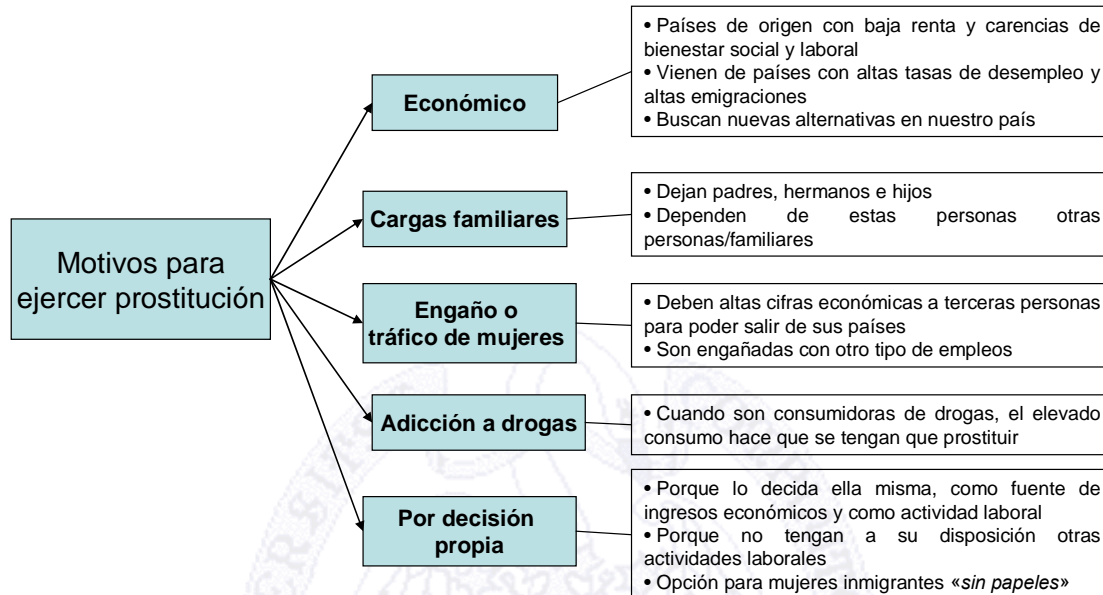 Motivos para
ejercer prostitución
Económico
• Países de origen con baja renta y carencias de
bienestar social y laboral
• Vienen de países con altas tasas de desempleo y
altas emigraciones
• Buscan nuevas alternativas en nuestro país
Cargas familiares
• Dejan padres, hermanos e hijos
• Dependen de estas personas otras
personas/familiares
Engaño o
tráfico de mujeres
• Deben altas cifras económicas a terceras personas
para poder salir de sus países
• Son engañadas con otro tipo de empleos
Adicción a drogas
• Cuando son consumidoras de drogas, el elevado
consumo hace que se tengan que prostituir
Por decisión
propia
• Porque lo decida ella misma, como fuente de
ingresos económicos y como actividad laboral
• Porque no tengan a su disposición otras
actividades laborales
• Opción para mujeres inmigrantes «sin papeles»